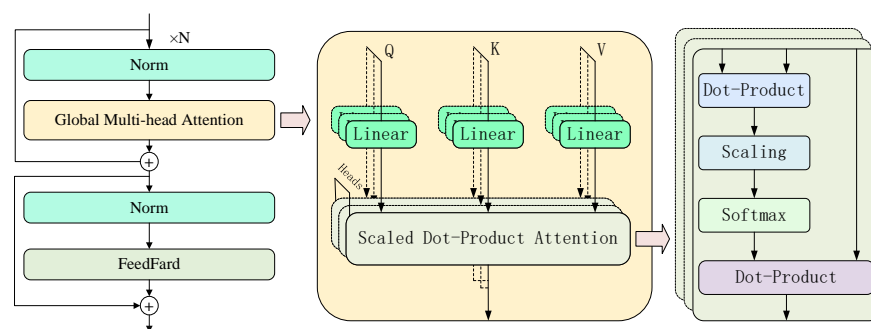 ×N
Norm
Global Multi-head Attention
+
Norm
FeedFard
+
Q
K
V
Linear
Linear
Linear
Heads
Scaled Dot-Product Attention
Dot-Product
Scaling
Softmax
Dot-Product